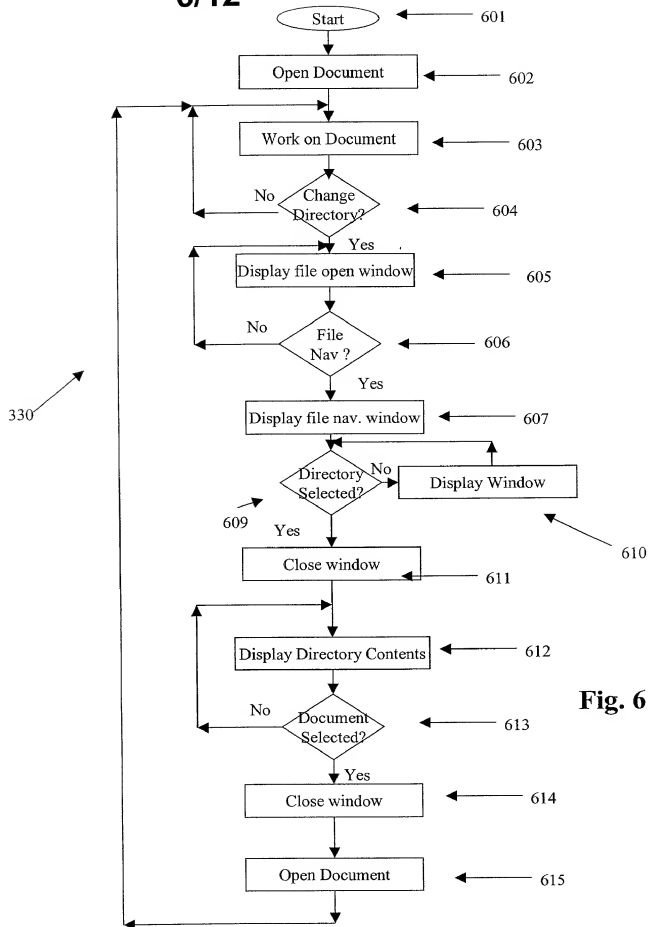 Start
601
Open Document
602
Work on Document
603
No
Change
Directory?
604
Yes
Display file open window
605
No
File
Nav ?
606
Yes
330
Display file nav. window
607
Directory
Selected?
No
Display Window
609
Yes
610
Close window
611
Display Directory Contents
612
Fig. 6
No
Document
Selected?
613
Yes
Close window
614
Open Document
615